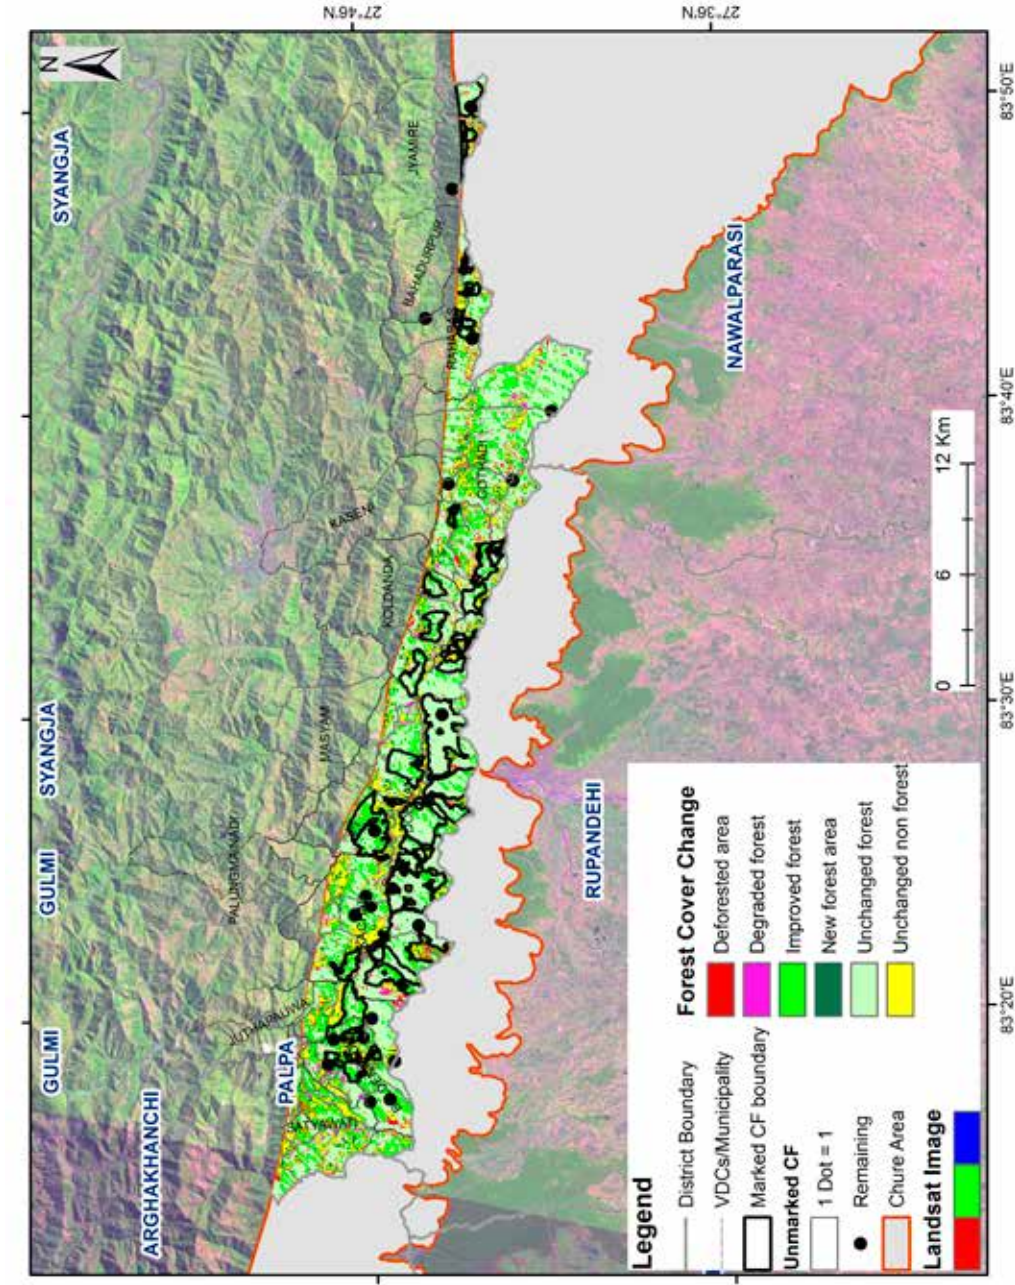 N
SYANGJA
SYANGJA
GULMI
GULMI
ARGHAKHANCHI
PALPA
NAWALPARASI
RUPANDEHI
JYAMIRE
BAHADURPUR
KASENI
KOLDANDA
MASYAM
PALUNGMAINADI
JUTHAPAUWA
SATYAWATI
27°46'N
27°36'N
83°20'E
83°30'E
83°40'E
83°50'E
0 6 12 Km
Legend
District Boundary
VDCs/Municipality
Marked CF boundary
Unmarked CF
1 Dot = 1
Remaining
Chure Area
Landsat Image
Forest Cover Change
Deforested area
Degraded forest
Improved forest
New forest area
Unchanged forest
Unchanged non forest